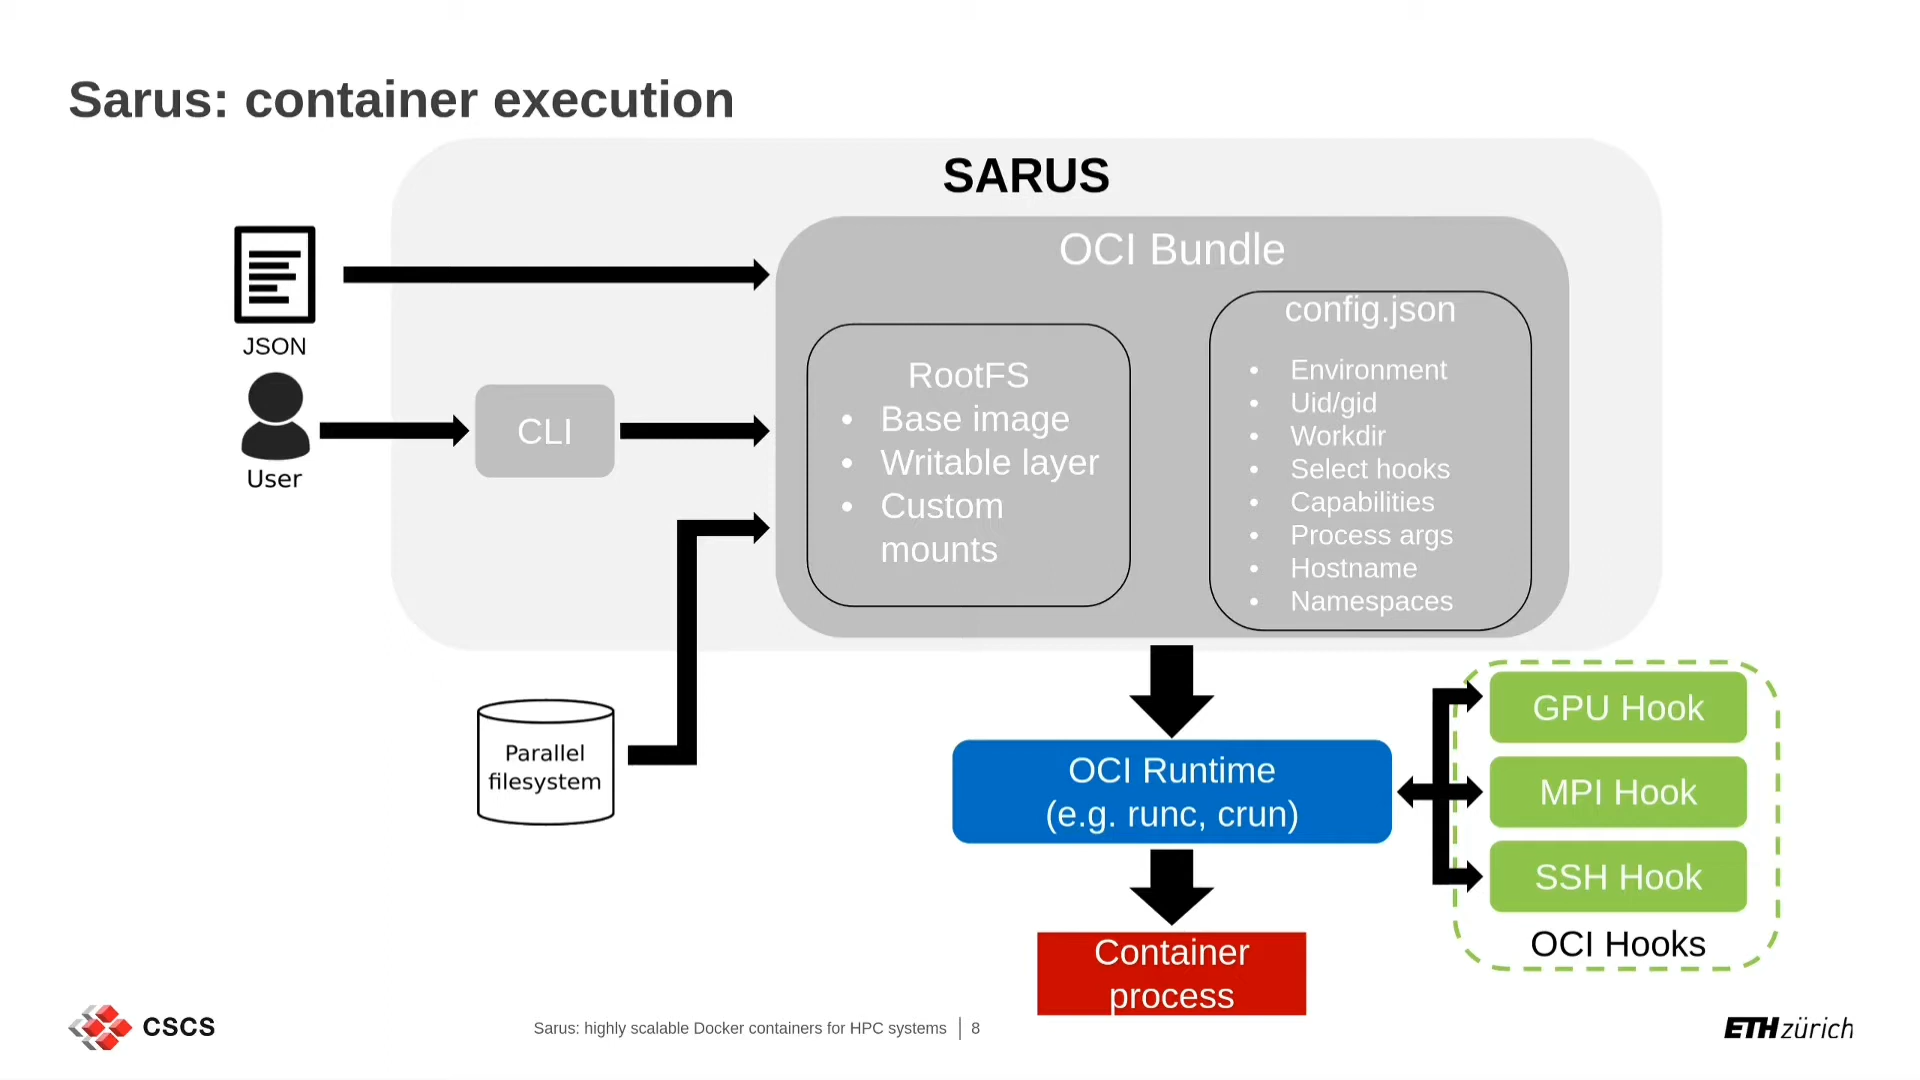 Sarus: container execution
SARUS
OCI Bundle
JSON
User
CLI
Parallel
filesystem
RootFS
• Base image
• Writable layer
• Custom
mounts
config.json
• Environment
• Uid/gid
• Workdir
• Select hooks
• Capabilities
• Process args
• Hostname
• Namespaces
OCI Runtime
(e.g. runc, crun)
GPU Hook
MPI Hook
SSH Hook
OCI Hooks
Container
process
CSCS
Sarus: highly scalable Docker containers for HPC systems | 8
ETH zürich